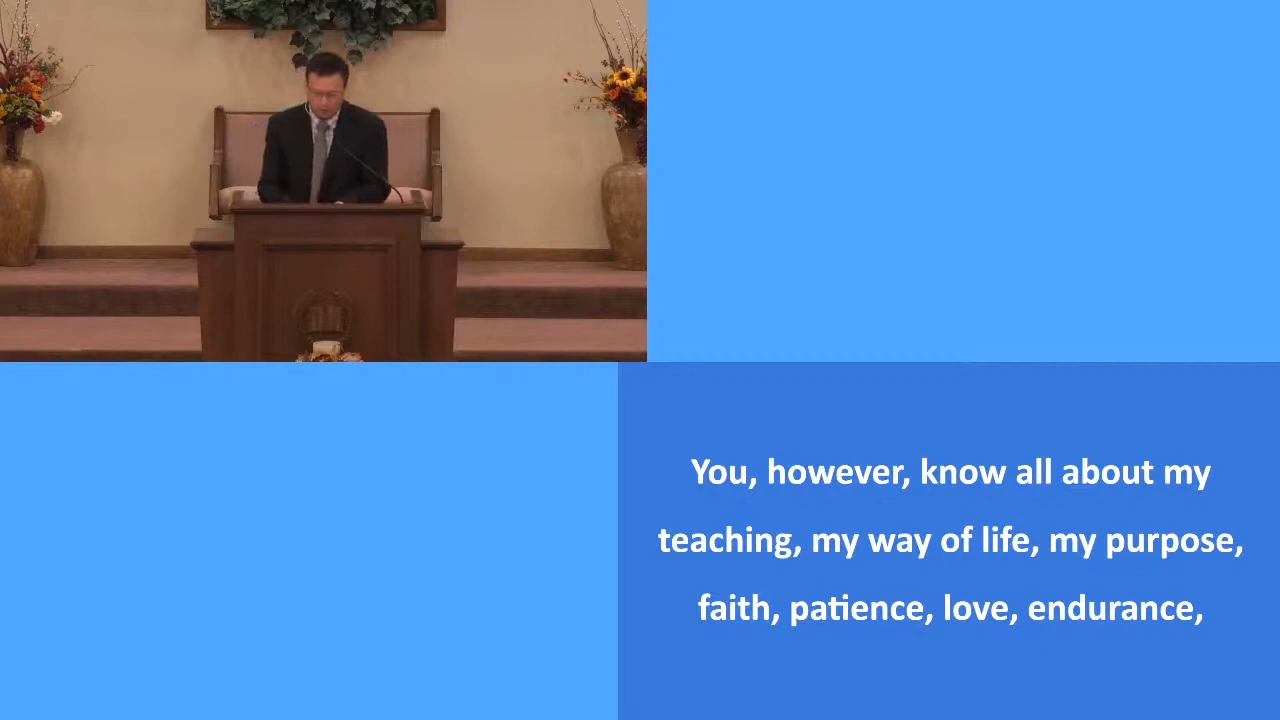 You, however, know all about my
teaching, my way of life, my purpose,
faith, patience, love, endurance,